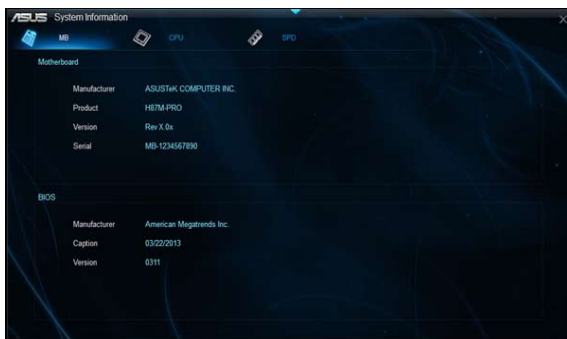 ASUS System Information
MB CPU SPD
Motherboard
Manufacturer ASUSTeK COMPUTER INC.
Product H87M-PRO
Version Rev X.0x
Serial MB-1234567890
BIOS
Manufacturer American Megatrends Inc.
Caption 03/22/2013
Version 0311